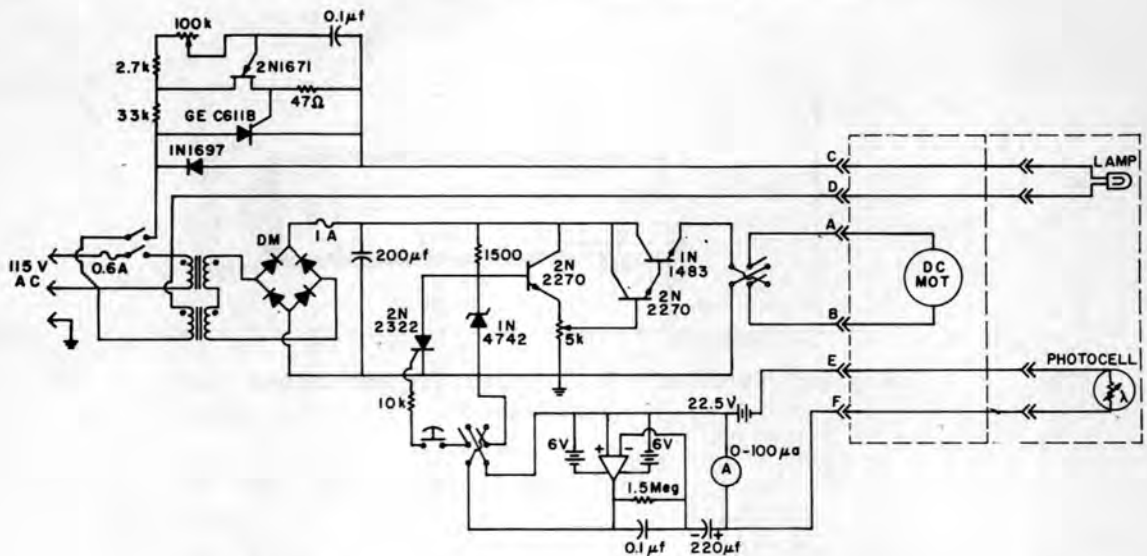 100k
0.1µf
2.7k
2N1671
47Ω
33k
GE C611B
1N1697
C
LAMP
D
DM
1 A
A
115 V
AC
0.6A
200µf
1500
2N
2270
1N
1483
DC
MOT
2N
2322
1N
4742
5k
2N
2270
B
10k
22.5V
E
PHOTOCELL
λ
F
6V
+
-
6V
A
0-100µa
1.5Meg
0.1µf
-
+
220µf